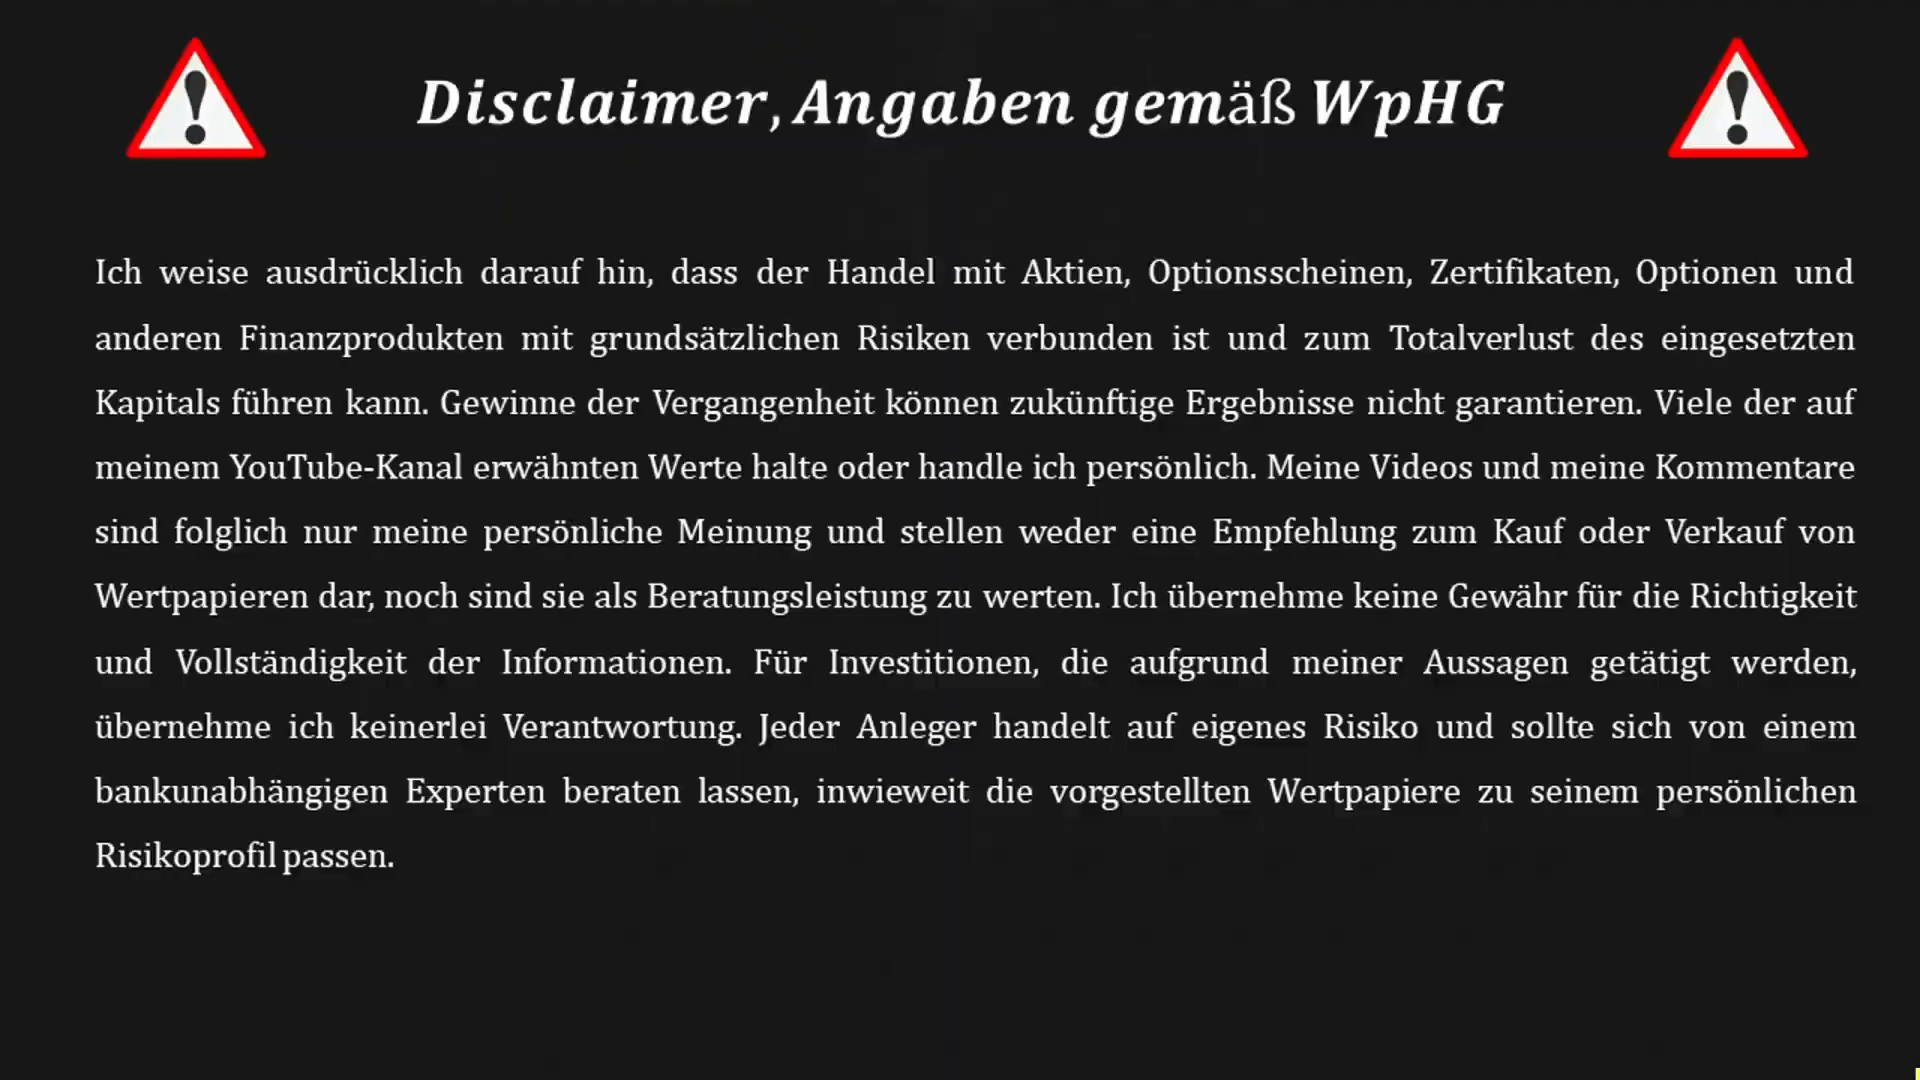 Disclaimer, Angaben gemäß WpHG
Ich weise ausdrücklich darauf hin, dass der Handel mit Aktien, Optionsscheinen, Zertifikaten, Optionen und
anderen Finanzprodukten mit grundsätzlichen Risiken verbunden ist und zum Totalverlust des eingesetzten
Kapitals führen kann. Gewinne der Vergangenheit können zukünftige Ergebnisse nicht garantieren. Viele der auf
meinem YouTube-Kanal erwähnten Werte halte oder handle ich persönlich. Meine Videos und meine Kommentare
sind folglich nur meine persönliche Meinung und stellen weder eine Empfehlung zum Kauf oder Verkauf von
Wertpapieren dar, noch sind sie als Beratungsleistung zu werten. Ich übernehme keine Gewähr für die Richtigkeit
und Vollständigkeit der Informationen. Für Investitionen, die aufgrund meiner Aussagen getätigt werden,
übernehme ich keinerlei Verantwortung. Jeder Anleger handelt auf eigenes Risiko und sollte sich von einem
bankunabhängigen Experten beraten lassen, inwieweit die vorgestellten Wertpapiere zu seinem persönlichen
Risikoprofil passen.